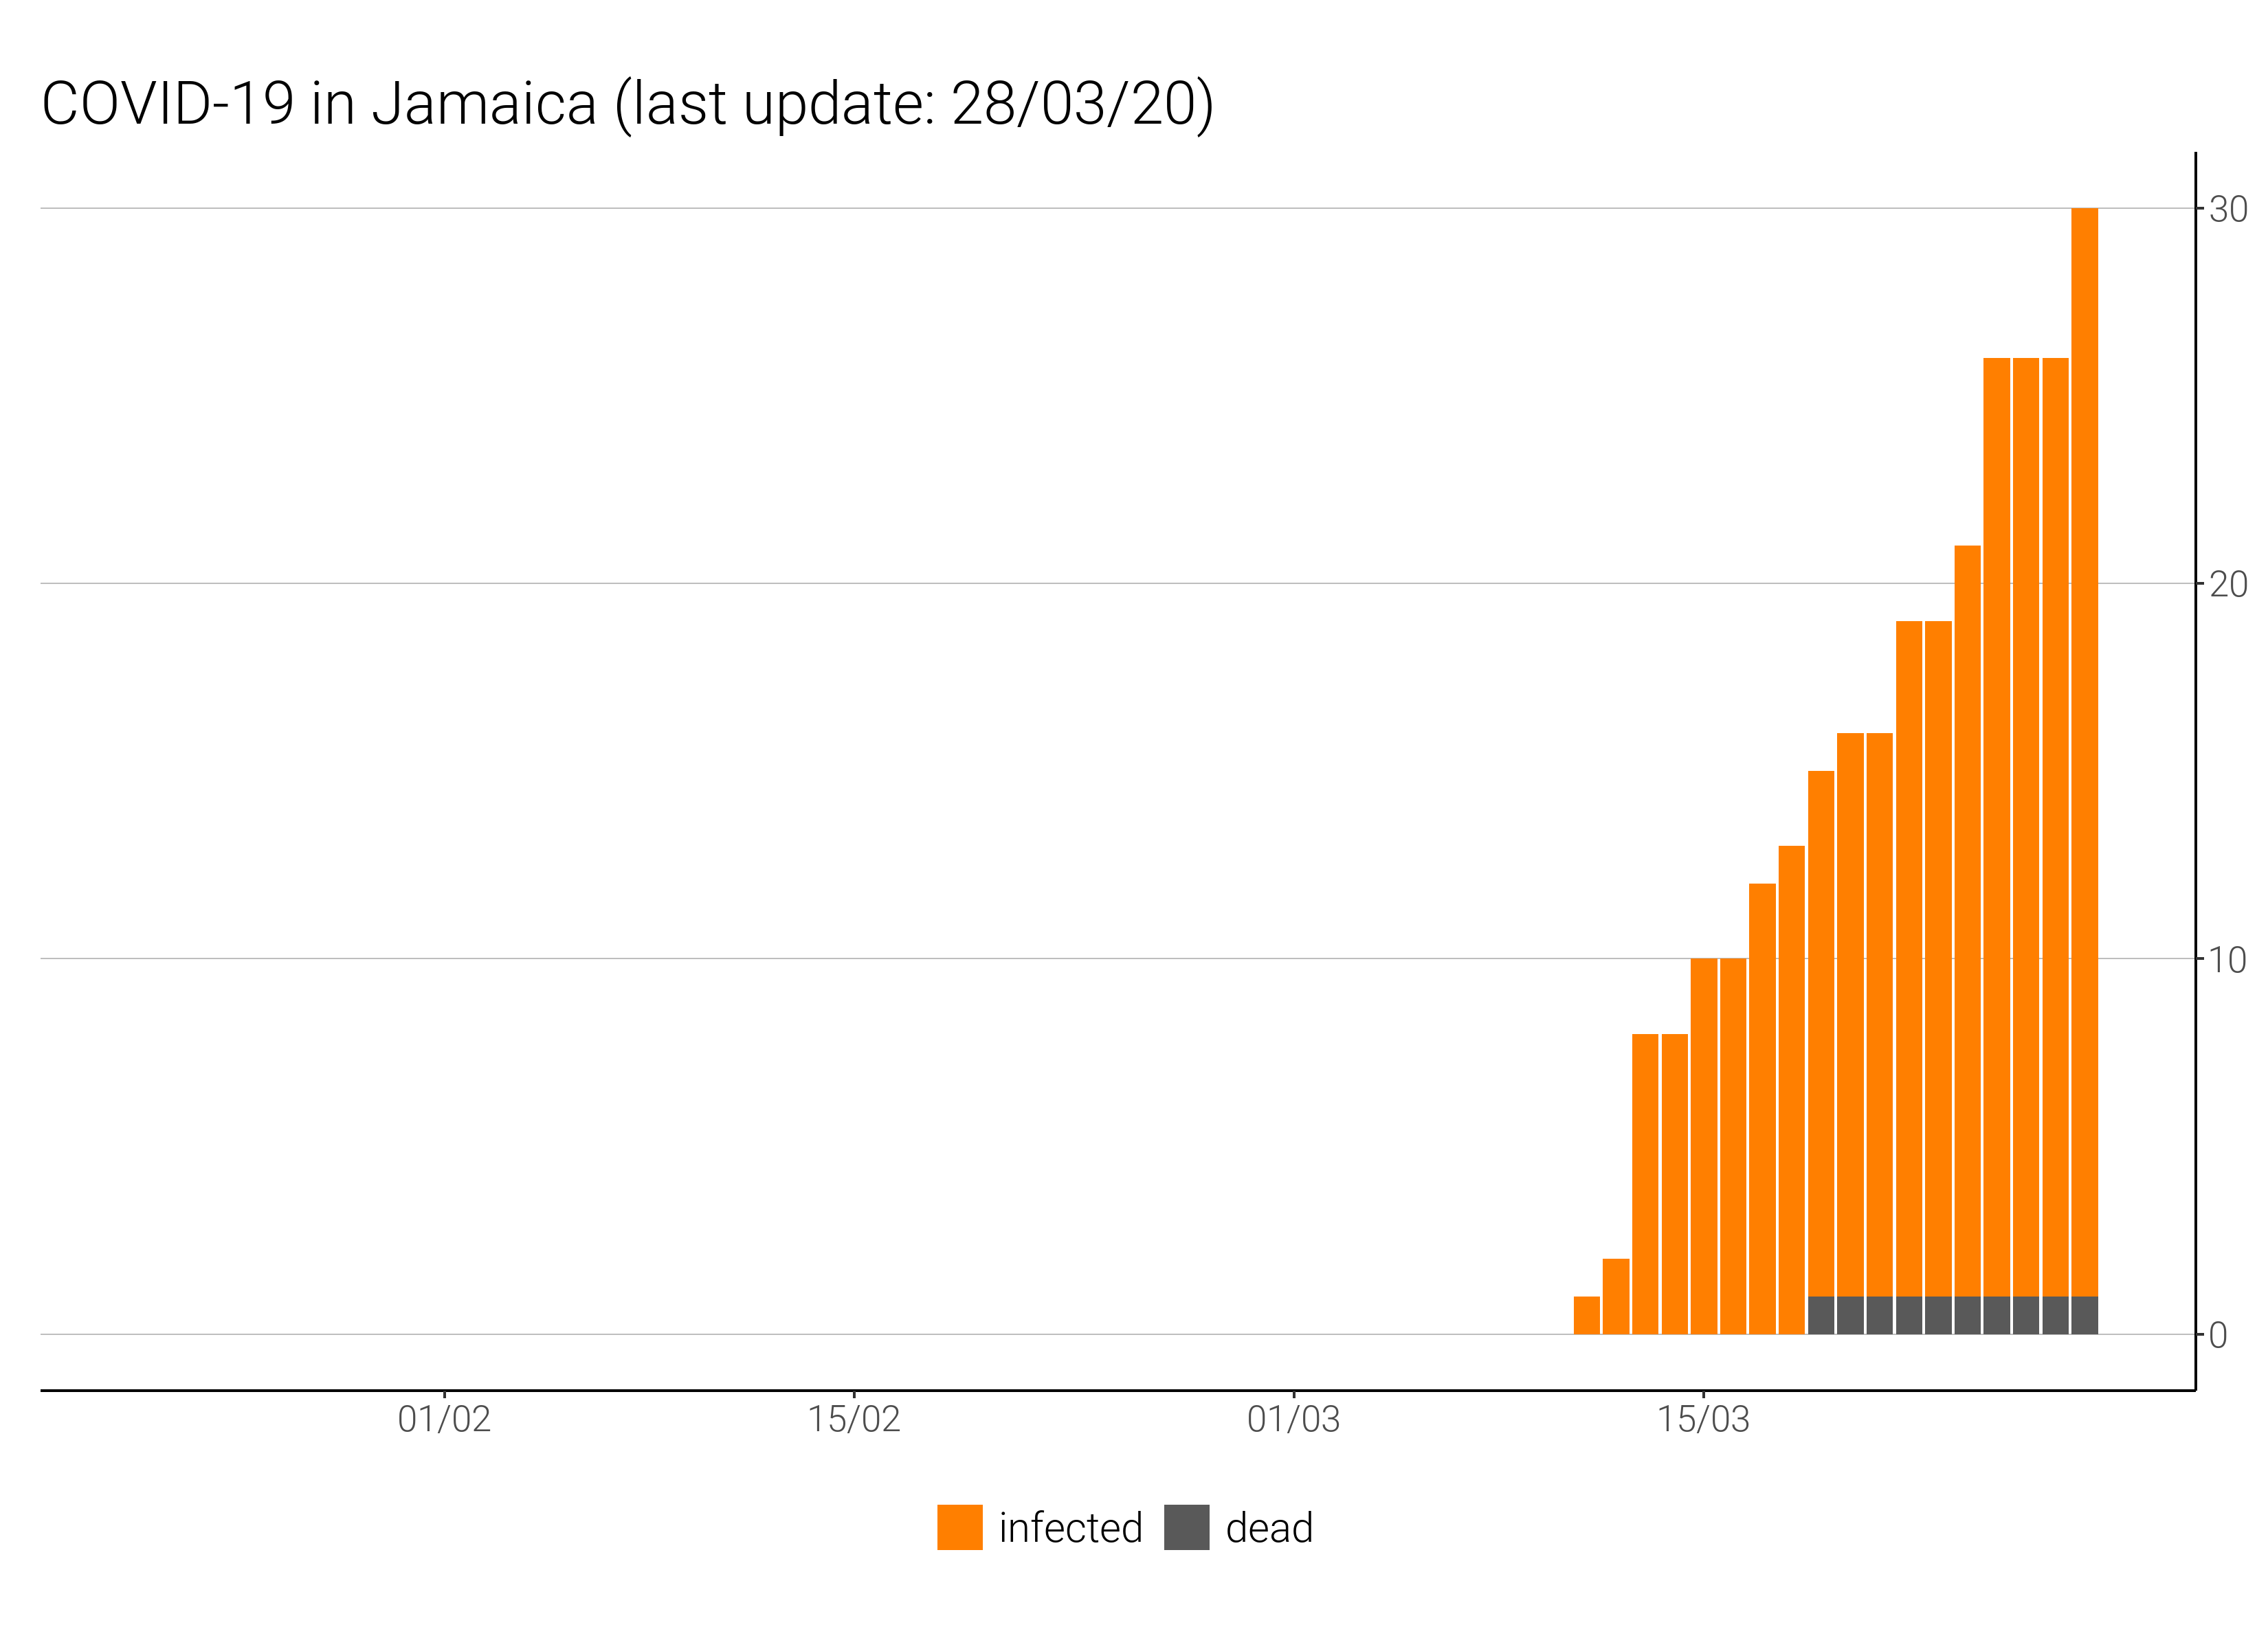 COVID-19 in Jamaica (last update: 28/03/20)
30
20
10
0
01/02 15/02 01/03 15/03
infected dead